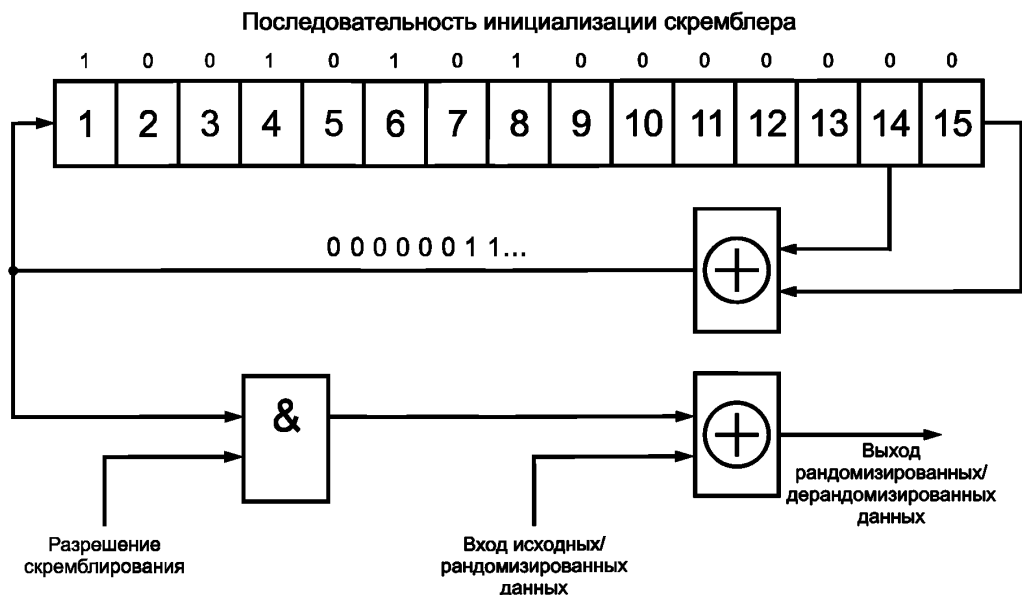 Последовательность инициализации скремблера
1 0 0 1 0 1 0 1 0 0 0 0 0 0 0
1 2 3 4 5 6 7 8 9 10 11 12 13 14 15
0 0 0 0 0 0 1 1...
&
Разрешение
скремблирования
Вход исходных/
рандомизированных
данных
Выход
рандомизированных/
дерандомизированных
данных